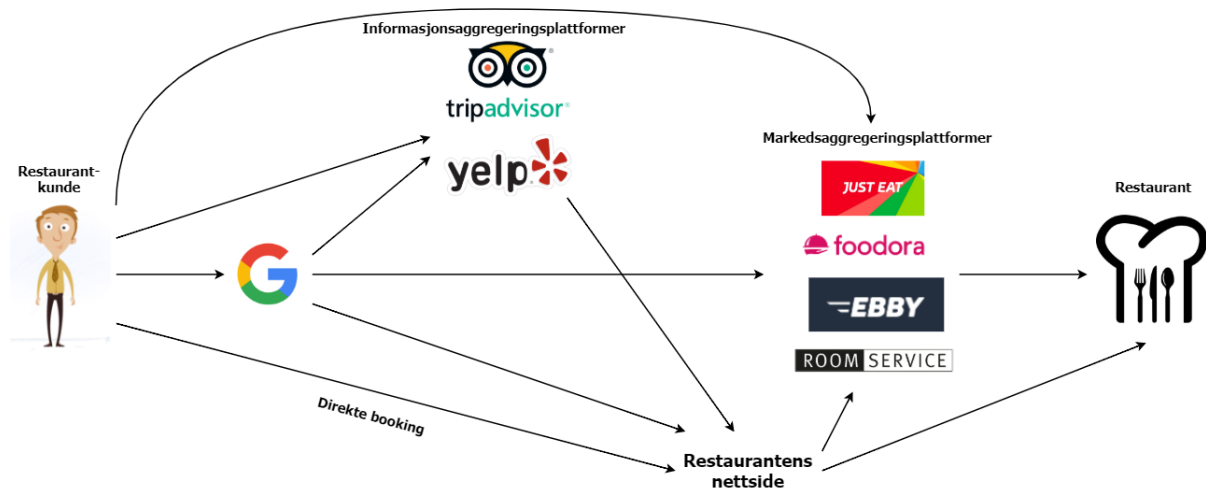 Informasjonsaggregeringsplattformer
tripadvisor®
yelp
Markedsaggregeringsplattformer
Restaurant-
kunde
JUST EAT
Restaurant
G
foodora
EBBY
ROOM SERVICE
Direkte booking
Restaurantens
nettside